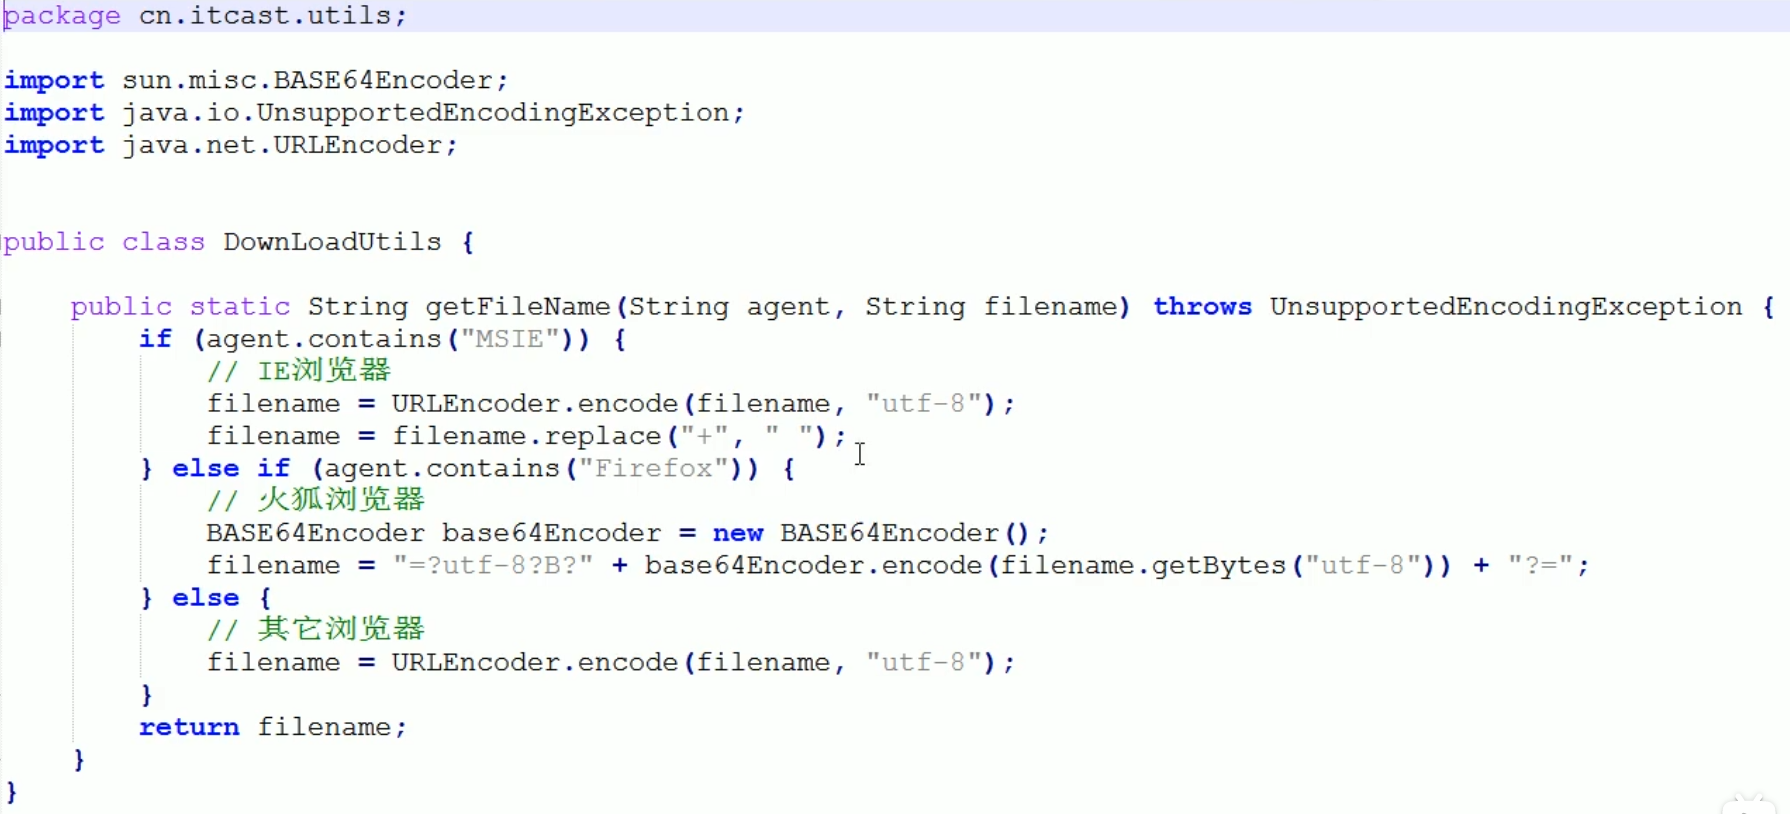 package cn.itcast.utils;
import sun.misc.BASE64Encoder;
import java.io.UnsupportedEncodingException;
import java.net.URLEncoder;
public class DownLoadUtils {
    public static String getFileName(String agent, String filename) throws UnsupportedEncodingException {
        if (agent.contains("MSIE")) {
            // IE浏览器
            filename = URLEncoder.encode(filename, "utf-8");
            filename = filename.replace("+", " ");
        } else if (agent.contains("Firefox")) {
            // 火狐浏览器
            BASE64Encoder base64Encoder = new BASE64Encoder();
            filename = "=?utf-8?B?" + base64Encoder.encode(filename.getBytes("utf-8")) + "?=";
        } else {
            // 其它浏览器
            filename = URLEncoder.encode(filename, "utf-8");
        }
        return filename;
    }
}